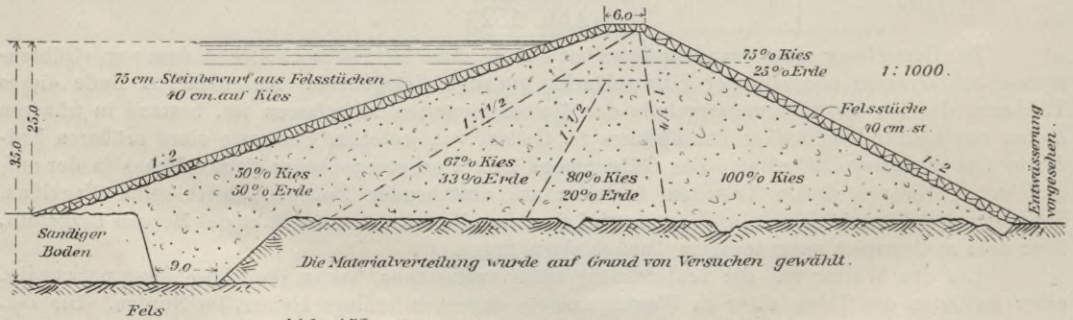 6,0
75% Kies
25% Erde
1:1000.
75 cm. Steinbewurf aus Felsstücken
40 cm. auf Kies
Felsstücke
40 cm. st.
35,0
25,0
1:2
1:1½
1:½
1:2
50% Kies
50% Erde
67% Kies
33% Erde
80% Kies
20% Erde
100% Kies
Entwässerung
vorgesehen
Sandiger
Boden
9,0
Die Materialverteilung wurde auf Grund von Versuchen gewählt.
Fels